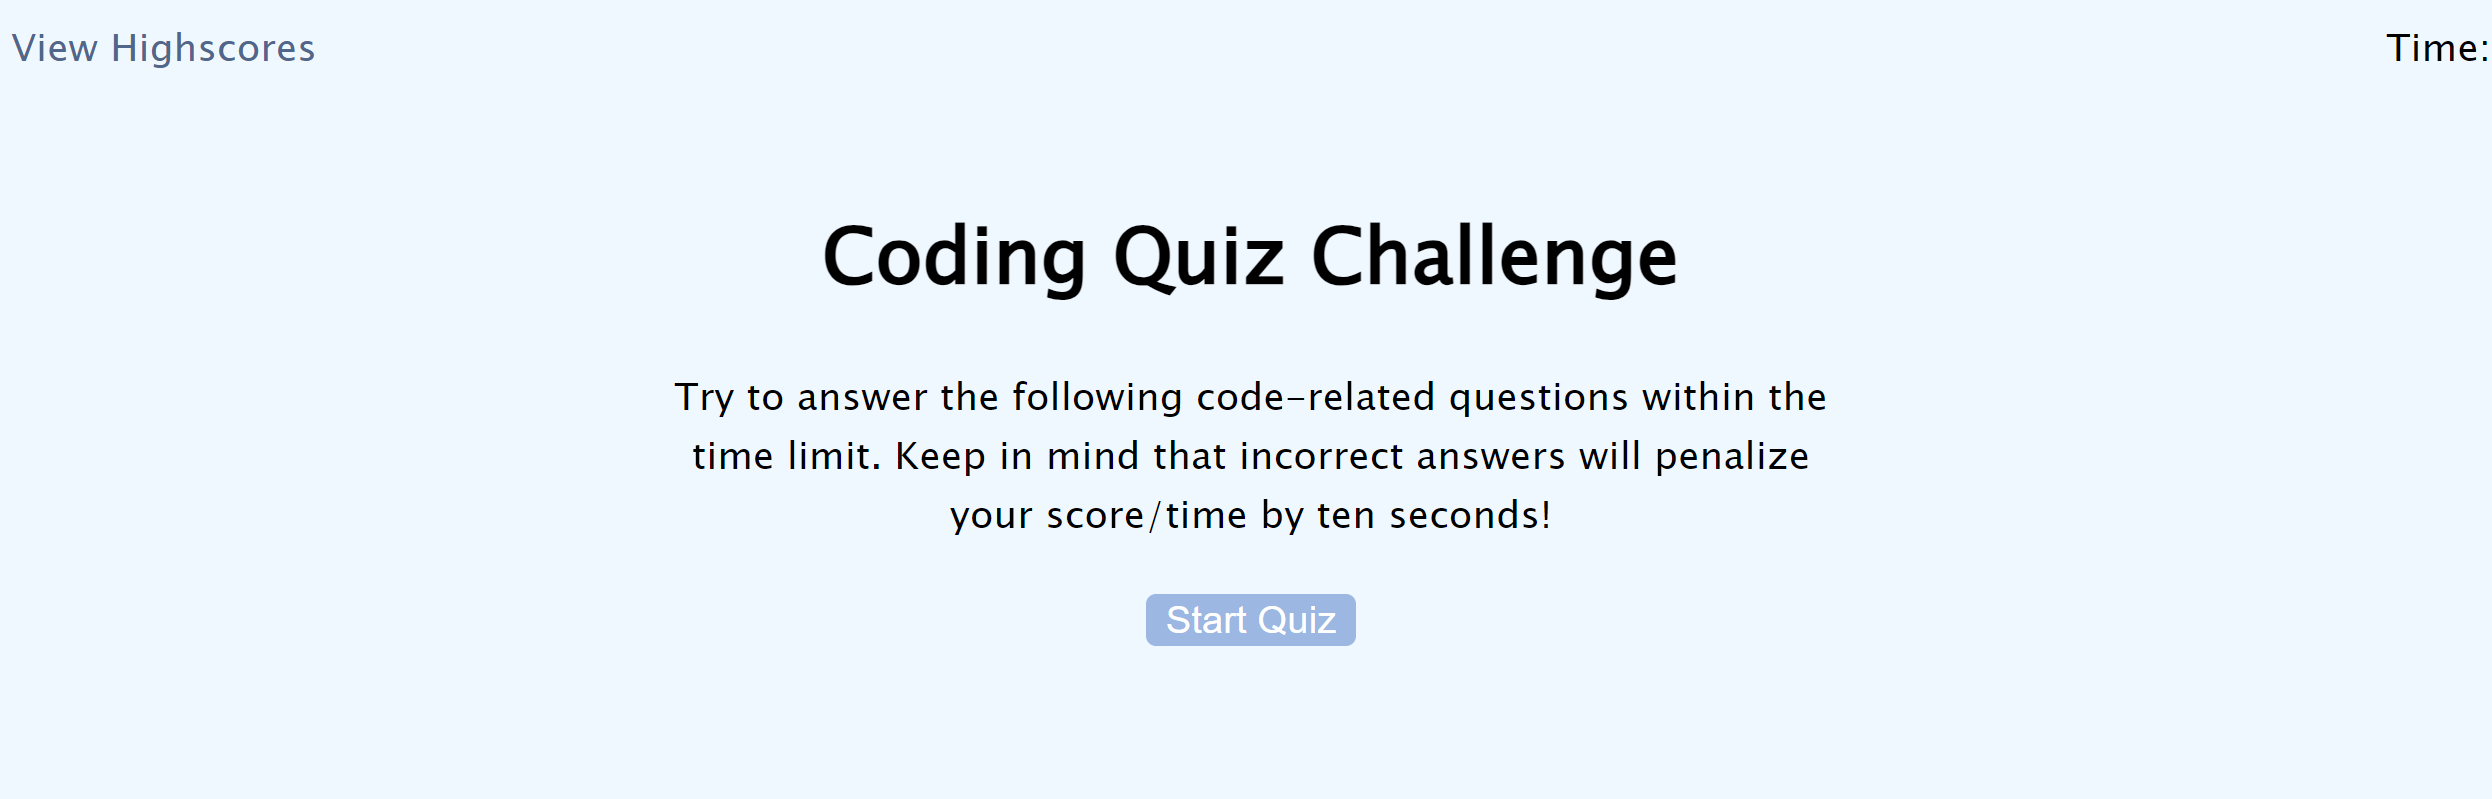 View Highscores
Time:
Coding Quiz Challenge
Try to answer the following code-related questions within the
time limit. Keep in mind that incorrect answers will penalize
your score/time by ten seconds!
Start Quiz